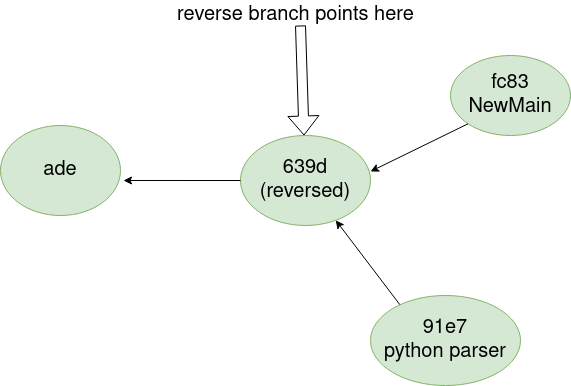 reverse branch points here
fc83
NewMain
ade
639d
(reversed)
91e7
python parser